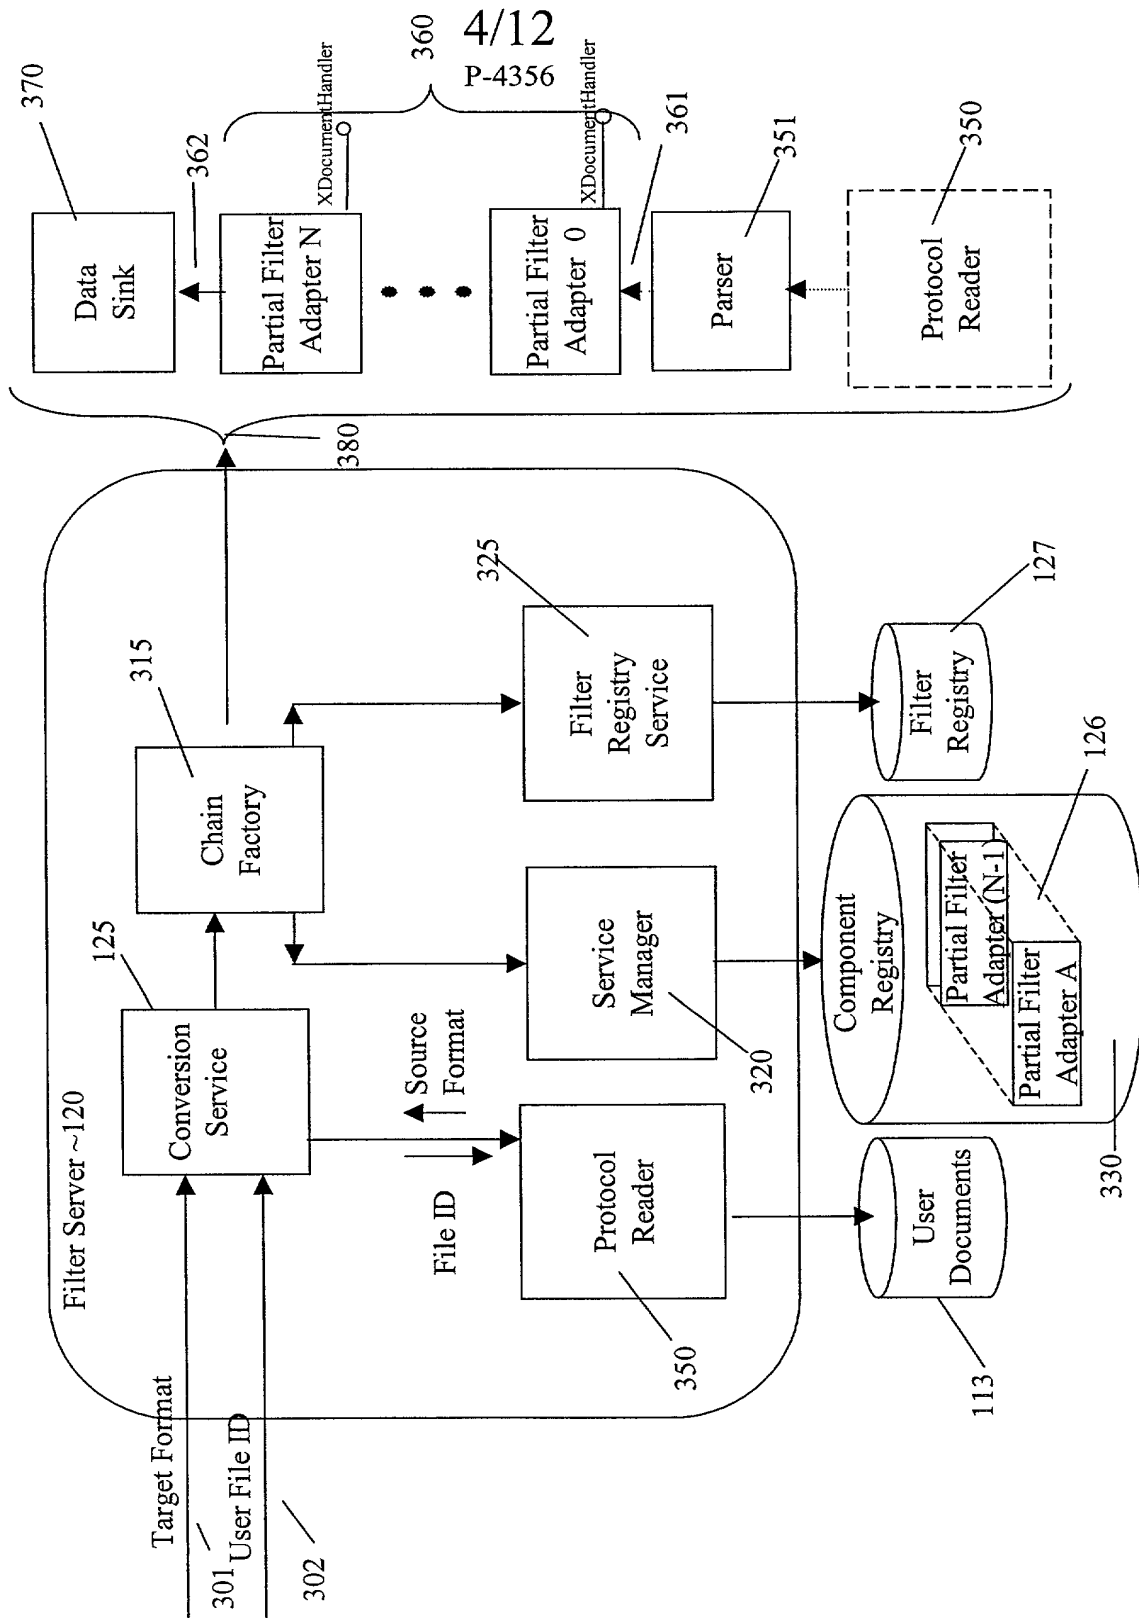 4/12
P-4356
Target Format
301
User File ID
302
Filter Server ~120
Conversion
Service
125
Chain
Factory
315
File ID
Source
Format
Protocol
Reader
350
Service
Manager
320
Filter
Registry
Service
325
User
Documents
113
Component
Registry
Partial Filter
Adapter (N-1)
Partial Filter
Adapter A
126
330
Filter
Registry
127
380
Data
Sink
370
362
Partial Filter
Adapter N
XDocumentHandler
360
Partial Filter
Adapter 0
XDocumentHandler
361
Parser
351
Protocol
Reader
350